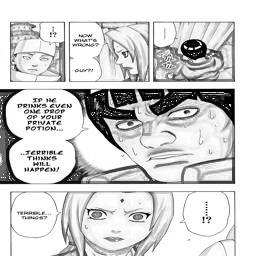 NOW
WHAT'S
WRONG?
GUY?!
...
!?
...
IF HE
DRINKS EVEN
ONE DROP
OF YOUR
PRIVATE
POTION...
..TERRIBLE
THINKS
WILL
HAPPEN!
...
!?
TERRIBLE...
THINGS?